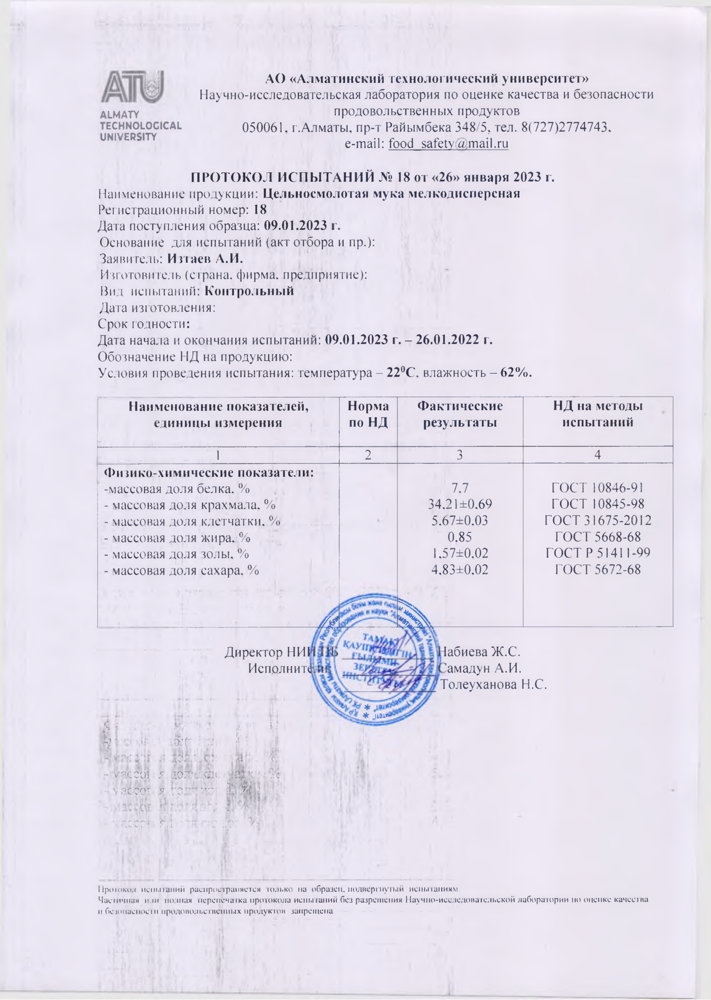 ATU
ALMATY
TECHNOLOGICAL
UNIVERSITY
АО «Алматинский технологический университет»
Научно-исследовательская лаборатория по оценке качества и безопасности
продовольственных продуктов
050061, г.Алматы, пр-т Райымбека 348/5, тел. 8(727)2774743,
e-mail: food_safety@mail.ru
ПРОТОКОЛ ИСПЫТАНИЙ № 18 от «26» января 2023 г.
Наименование продукции: Цельносмолотая мука мелкодисперсная
Регистрационный номер: 18
Дата поступления образца: 09.01.2023 г.
Основание для испытаний (акт отбора и пр.):
Заявитель: Изтаев А.И.
Изготовитель (страна, фирма, предприятие):
Вид испытаний: Контрольный
Дата изготовления:
Срок годности:
Дата начала и окончания испытаний: 09.01.2023 г. – 26.01.2022 г.
Обозначение НД на продукцию:
Условия проведения испытания: температура – 22⁰С, влажность – 62%.
Наименование показателей, единицы измерения Норма по НД Фактические результаты НД на методы испытаний
1 2 3 4
Физико-химические показатели:
-массовая доля белка, % 7,7 ГОСТ 10846-91
- массовая доля крахмала, % 34,21±0,69 ГОСТ 10845-98
- массовая доля клетчатки, % 5,67±0,03 ГОСТ 31675-2012
- массовая доля жира, % 0,85 ГОСТ 5668-68
- массовая доля золы, % 1,57±0,02 ГОСТ Р 51411-99
- массовая доля сахара, % 4,83±0,02 ГОСТ 5672-68
Директор НИИ ПБ Набиева Ж.С.
Исполнители: Самадун А.И.
Толеуханова Н.С.
ТАМАҚ
ҚАУІПСІЗДІГІН
ҒЫЛЫМИ-
ЗЕРТТЕУ
ИНСТИТУТЫ
Протокол испытаний распространяется только на образец, подвергнутый испытаниям.
Частичная или полная перепечатка протокола испытаний без разрешения Научно-исследовательской лаборатории по оценке качества
и безопасности продовольственных продуктов запрещена.